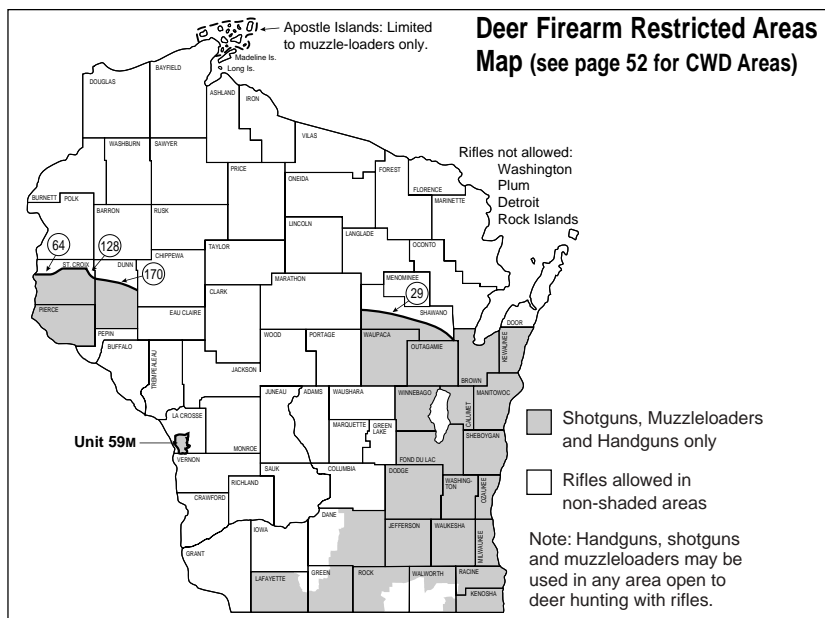 Deer Firearm Restricted Areas
Map (see page 52 for CWD Areas)
Apostle Islands: Limited
to muzzle-loaders only.
Madeline Is.
Long Is.
BAYFIELD
DOUGLAS
ASHLAND
IRON
VILAS
Rifles not allowed:
Washington
Plum
Detroit
Rock Islands
WASHBURN
SAWYER
PRICE
ONEIDA
FOREST
FLORENCE
MARINETTE
BURNETT
POLK
BARRON
RUSK
LINCOLN
LANGLADE
OCONTO
64
128
170
ST. CROIX
DUNN
CHIPPEWA
TAYLOR
MARATHON
MENOMINEE
29
SHAWANO
CLARK
PIERCE
EAU CLAIRE
PEPIN
BUFFALO
TREMPEALEAU
JACKSON
WOOD
PORTAGE
WAUPACA
OUTAGAMIE
BROWN
KEWAUNEE
DOOR
LA CROSSE
Unit 59M
MONROE
JUNEAU
ADAMS
WAUSHARA
WINNEBAGO
CALUMET
MANITOWOC
MARQUETTE
GREEN
LAKE
FOND DU LAC
SHEBOYGAN
Shotguns, Muzzleloaders
and Handguns only
VERNON
SAUK
COLUMBIA
DODGE
WASHING-
TON
OZAUKEE
Rifles allowed in
non-shaded areas
RICHLAND
CRAWFORD
IOWA
DANE
JEFFERSON
WAUKESHA
MILWAUKEE
GRANT
LAFAYETTE
GREEN
ROCK
WALWORTH
RACINE
KENOSHA
Note: Handguns, shotguns
and muzzleloaders may be
used in any area open to
deer hunting with rifles.